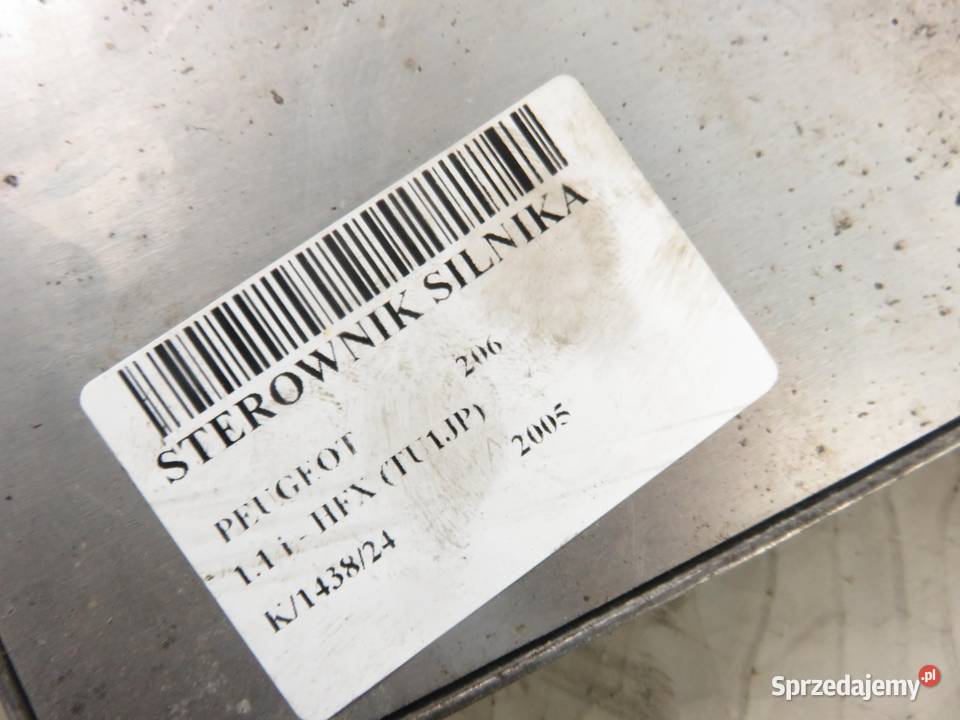 STEROWNIK SILNIKA
PEUGEOT 206
1.1 i - HFX (TU1JP)
K/1438/24 2005
Sprzedajemy.pl